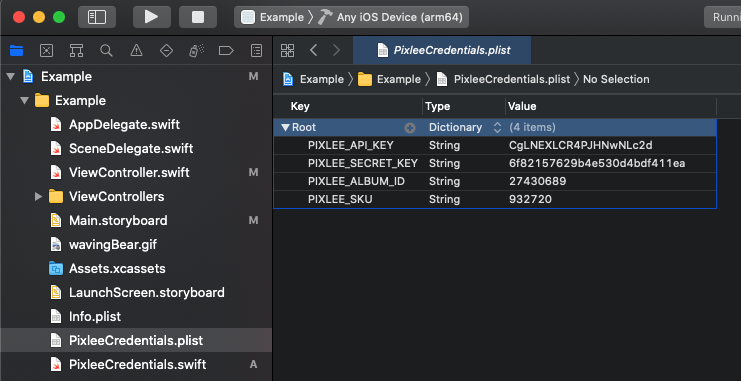 Example 〉 Any iOS Device (arm64)
Runni
PixleeCredentials.plist
Example 〉 Example 〉 PixleeCredentials.plist 〉 No Selection
Example M
Example
AppDelegate.swift
SceneDelegate.swift
ViewController.swift M
ViewControllers
Main.storyboard M
wavingBear.gif
Assets.xcassets
LaunchScreen.storyboard
Info.plist
PixleeCredentials.plist
PixleeCredentials.swift A
Key Type Value
Root Dictionary (4 items)
PIXLEE_API_KEY String CgLNEXLCR4PJHNwNLc2d
PIXLEE_SECRET_KEY String 6f82157629b4e530d4bdf411ea
PIXLEE_ALBUM_ID String 27430689
PIXLEE_SKU String 932720